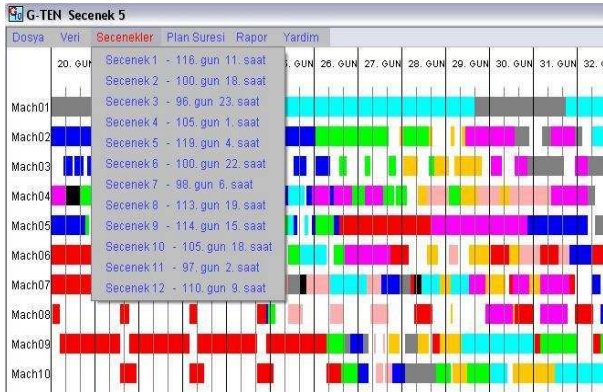 G-TEN Secenek 5
Dosya Veri Secenekler Plan Suresi Rapor Yardim
20. GUN GUN 26. GUN 27. GUN 28. GUN 29. GUN 30. GUN 31. GUN 32.
Secenek 1 - 116. gun 11. saat
Secenek 2 - 100. gun 18. saat
Secenek 3 - 96. gun 23. saat
Secenek 4 - 105. gun 1. saat
Secenek 5 - 119. gun 4. saat
Secenek 6 - 100. gun 22. saat
Secenek 7 - 98. gun 6. saat
Secenek 8 - 113. gun 19. saat
Secenek 9 - 114. gun 15. saat
Secenek 10 - 105. gun 18. saat
Secenek 11 - 97. gun 2. saat
Secenek 12 - 110. gun 9. saat
Mach01
Mach02
Mach03
Mach04
Mach05
Mach06
Mach07
Mach08
Mach09
Mach10